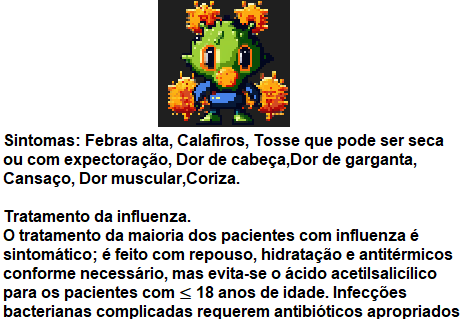 Sintomas: Febras alta, Calafiros, Tosse que pode ser seca
ou com expectoração, Dor de cabeça,Dor de garganta,
Cansaço, Dor muscular,Coriza.
Tratamento da influenza.
O tratamento da maioria dos pacientes com influenza é
sintomático; é feito com repouso, hidratação e antitérmicos
conforme necessário, mas evita-se o ácido acetilsalicílico
para os pacientes com ≤ 18 anos de idade. Infecções
bacterianas complicadas requerem antibióticos apropriados